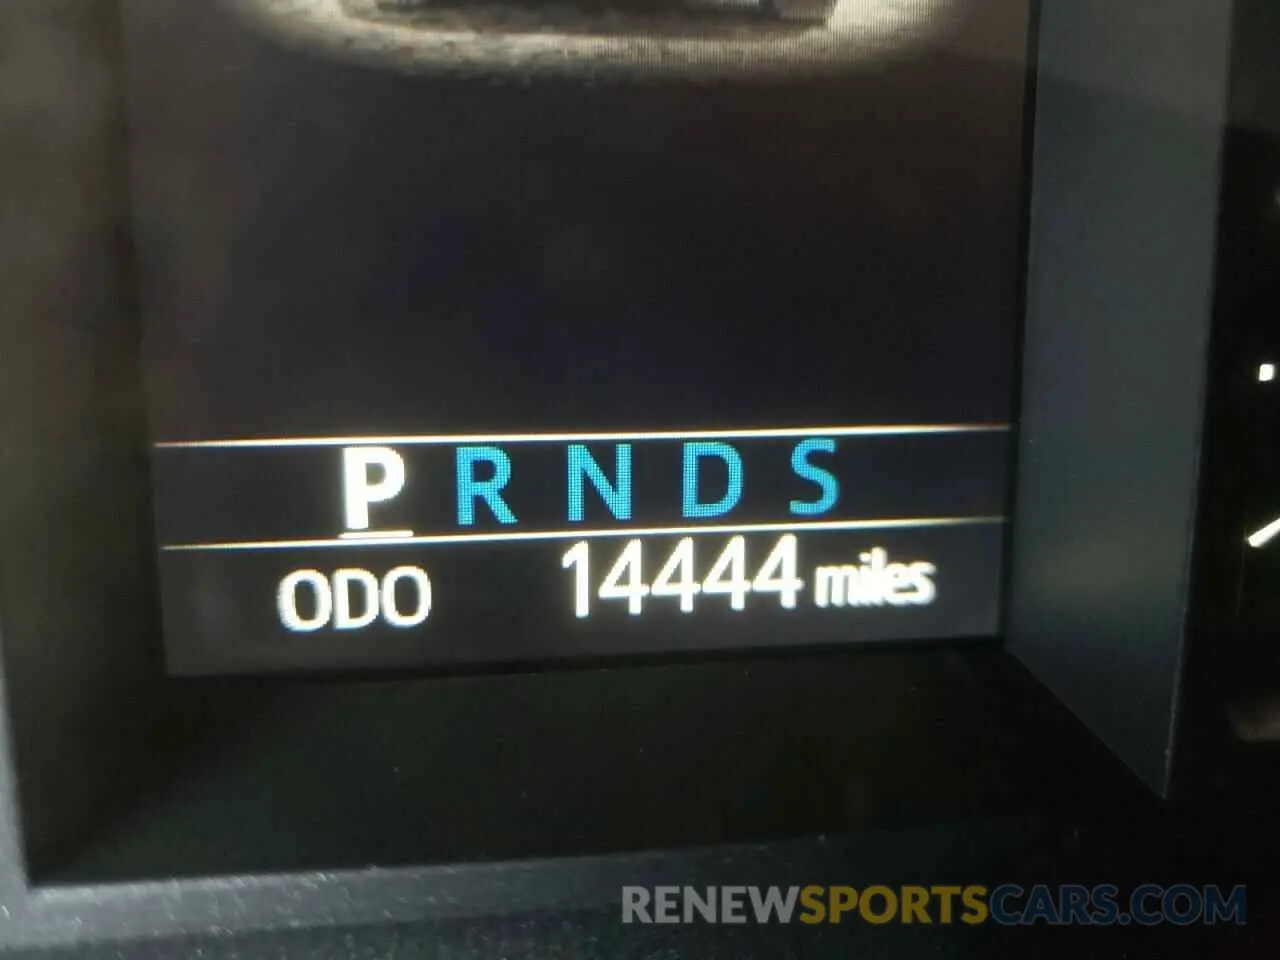 P R N D S
ODO 14444 miles
RENEWSPORTSCARS.COM